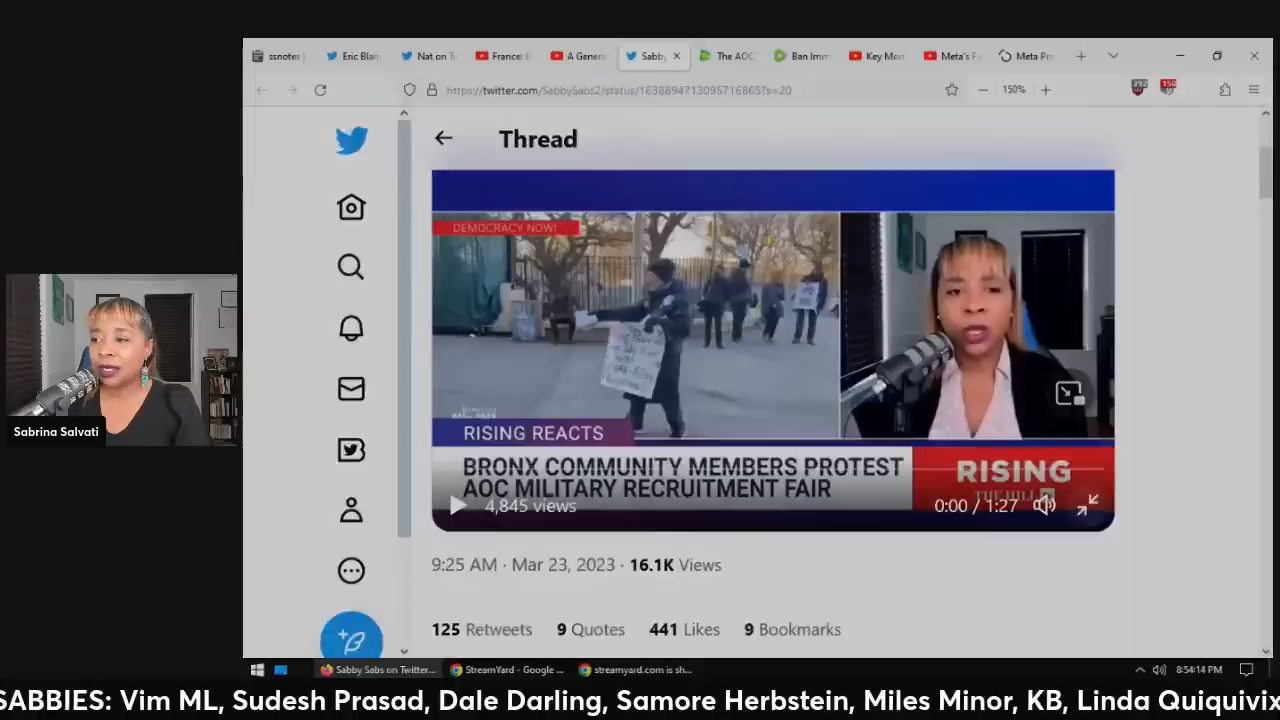 ssnotes
Eric Blan
Nat on T
France: E
A Gener
Sabby
The AOC
Ban Imm
Key Mom
Meta's F
Meta Pr
https://twitter.com/SabbySabs2/status/1638894713095716865?s=20
150%
Thread
DEMOCRACY NOW!
RISING REACTS
BRONX COMMUNITY MEMBERS PROTEST
AOC MILITARY RECRUITMENT FAIR
RISING
THE HILL
4,845 views
0:00 / 1:27
9:25 AM · Mar 23, 2023 · 16.1K Views
125 Retweets 9 Quotes 441 Likes 9 Bookmarks
Sabrina Salvati
Sabby Sabs on Twitter...
StreamYard - Google ...
streamyard.com is sh...
8:54:14 PM
SABBIES: Vim ML, Sudesh Prasad, Dale Darling, Samore Herbstein, Miles Minor, KB, Linda Quiquivix